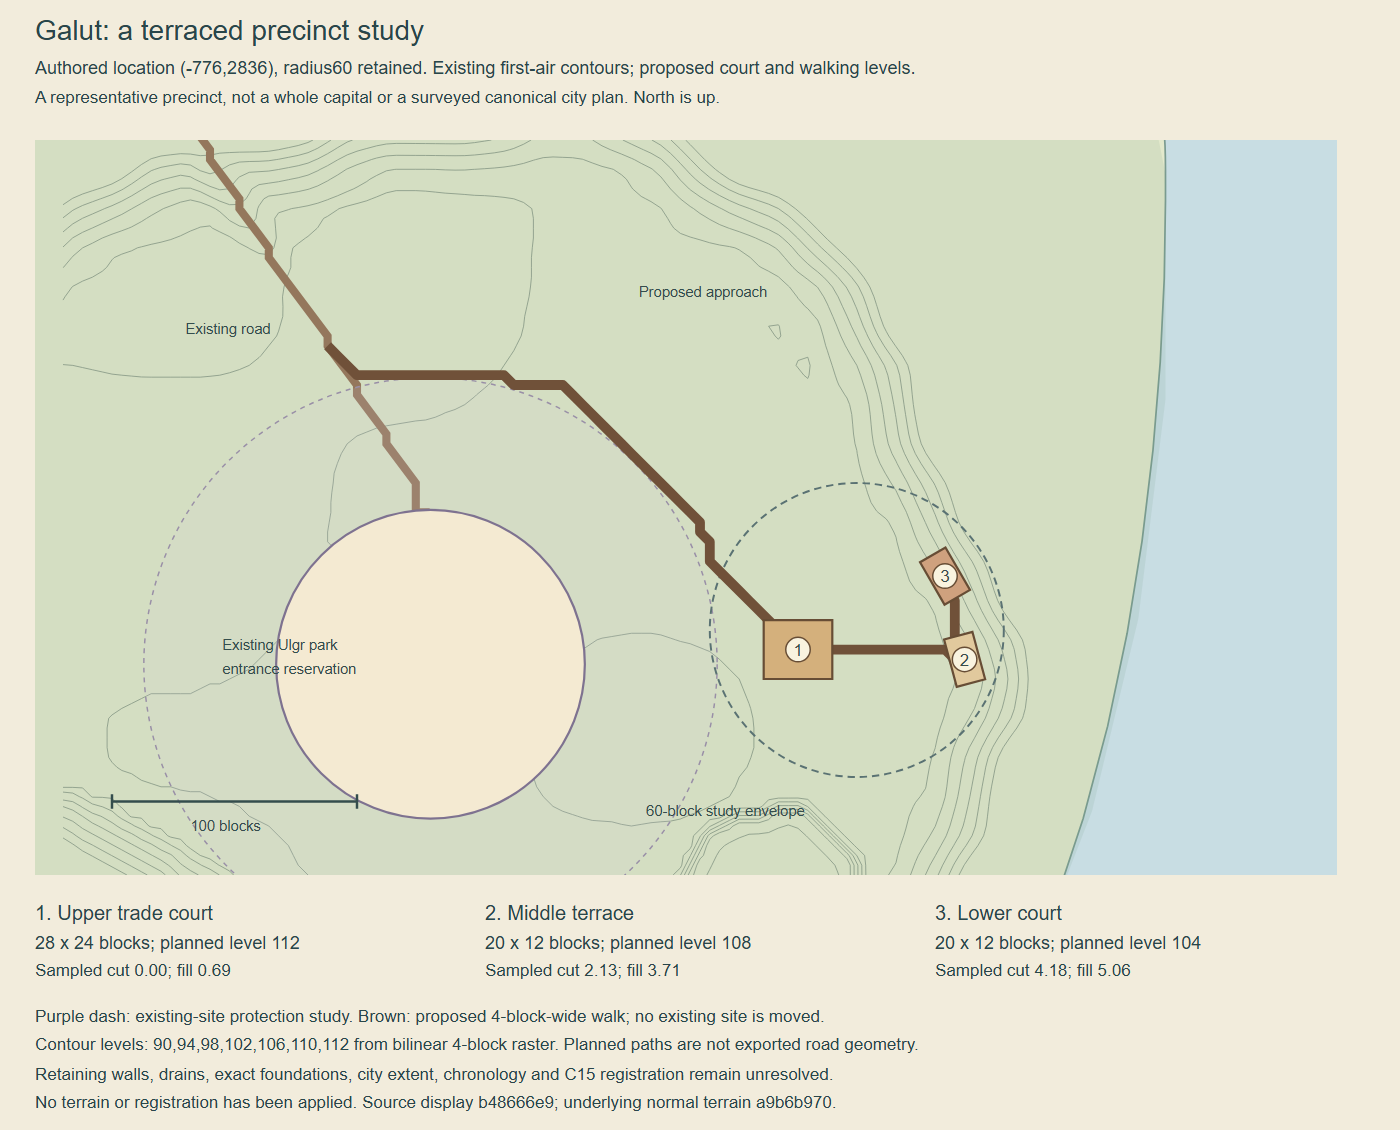 Galut: a terraced precinct study
Authored location (-776,2836), radius60 retained. Existing first-air contours; proposed court and walking levels.
A representative precinct, not a whole capital or a surveyed canonical city plan. North is up.
Proposed approach
Existing road
3
Existing Ulgr park
entrance reservation
1
2
60-block study envelope
100 blocks
1. Upper trade court
28 x 24 blocks; planned level 112
Sampled cut 0.00; fill 0.69
2. Middle terrace
20 x 12 blocks; planned level 108
Sampled cut 2.13; fill 3.71
3. Lower court
20 x 12 blocks; planned level 104
Sampled cut 4.18; fill 5.06
Purple dash: existing-site protection study. Brown: proposed 4-block-wide walk; no existing site is moved.
Contour levels: 90,94,98,102,106,110,112 from bilinear 4-block raster. Planned paths are not exported road geometry.
Retaining walls, drains, exact foundations, city extent, chronology and C15 registration remain unresolved.
No terrain or registration has been applied. Source display b48666e9; underlying normal terrain a9b6b970.